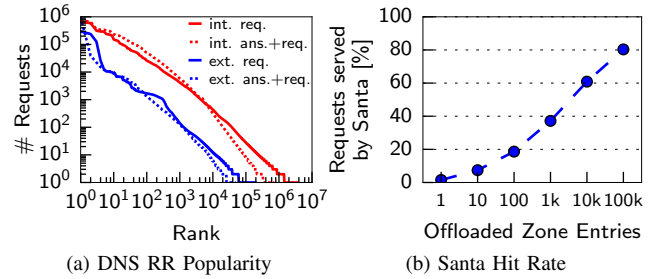 # Requests
10^6
10^5
10^4
10^3
10^2
10^1
10^0
int. req.
int. ans.+req.
ext. req.
ext. ans.+req.
10^0 10^1 10^2 10^3 10^4 10^5 10^6 10^7
Rank
(a) DNS RR Popularity
Requests served
by Santa [%]
100
80
60
40
20
0
1 10 100 1k 10k 100k
Offloaded Zone Entries
(b) Santa Hit Rate